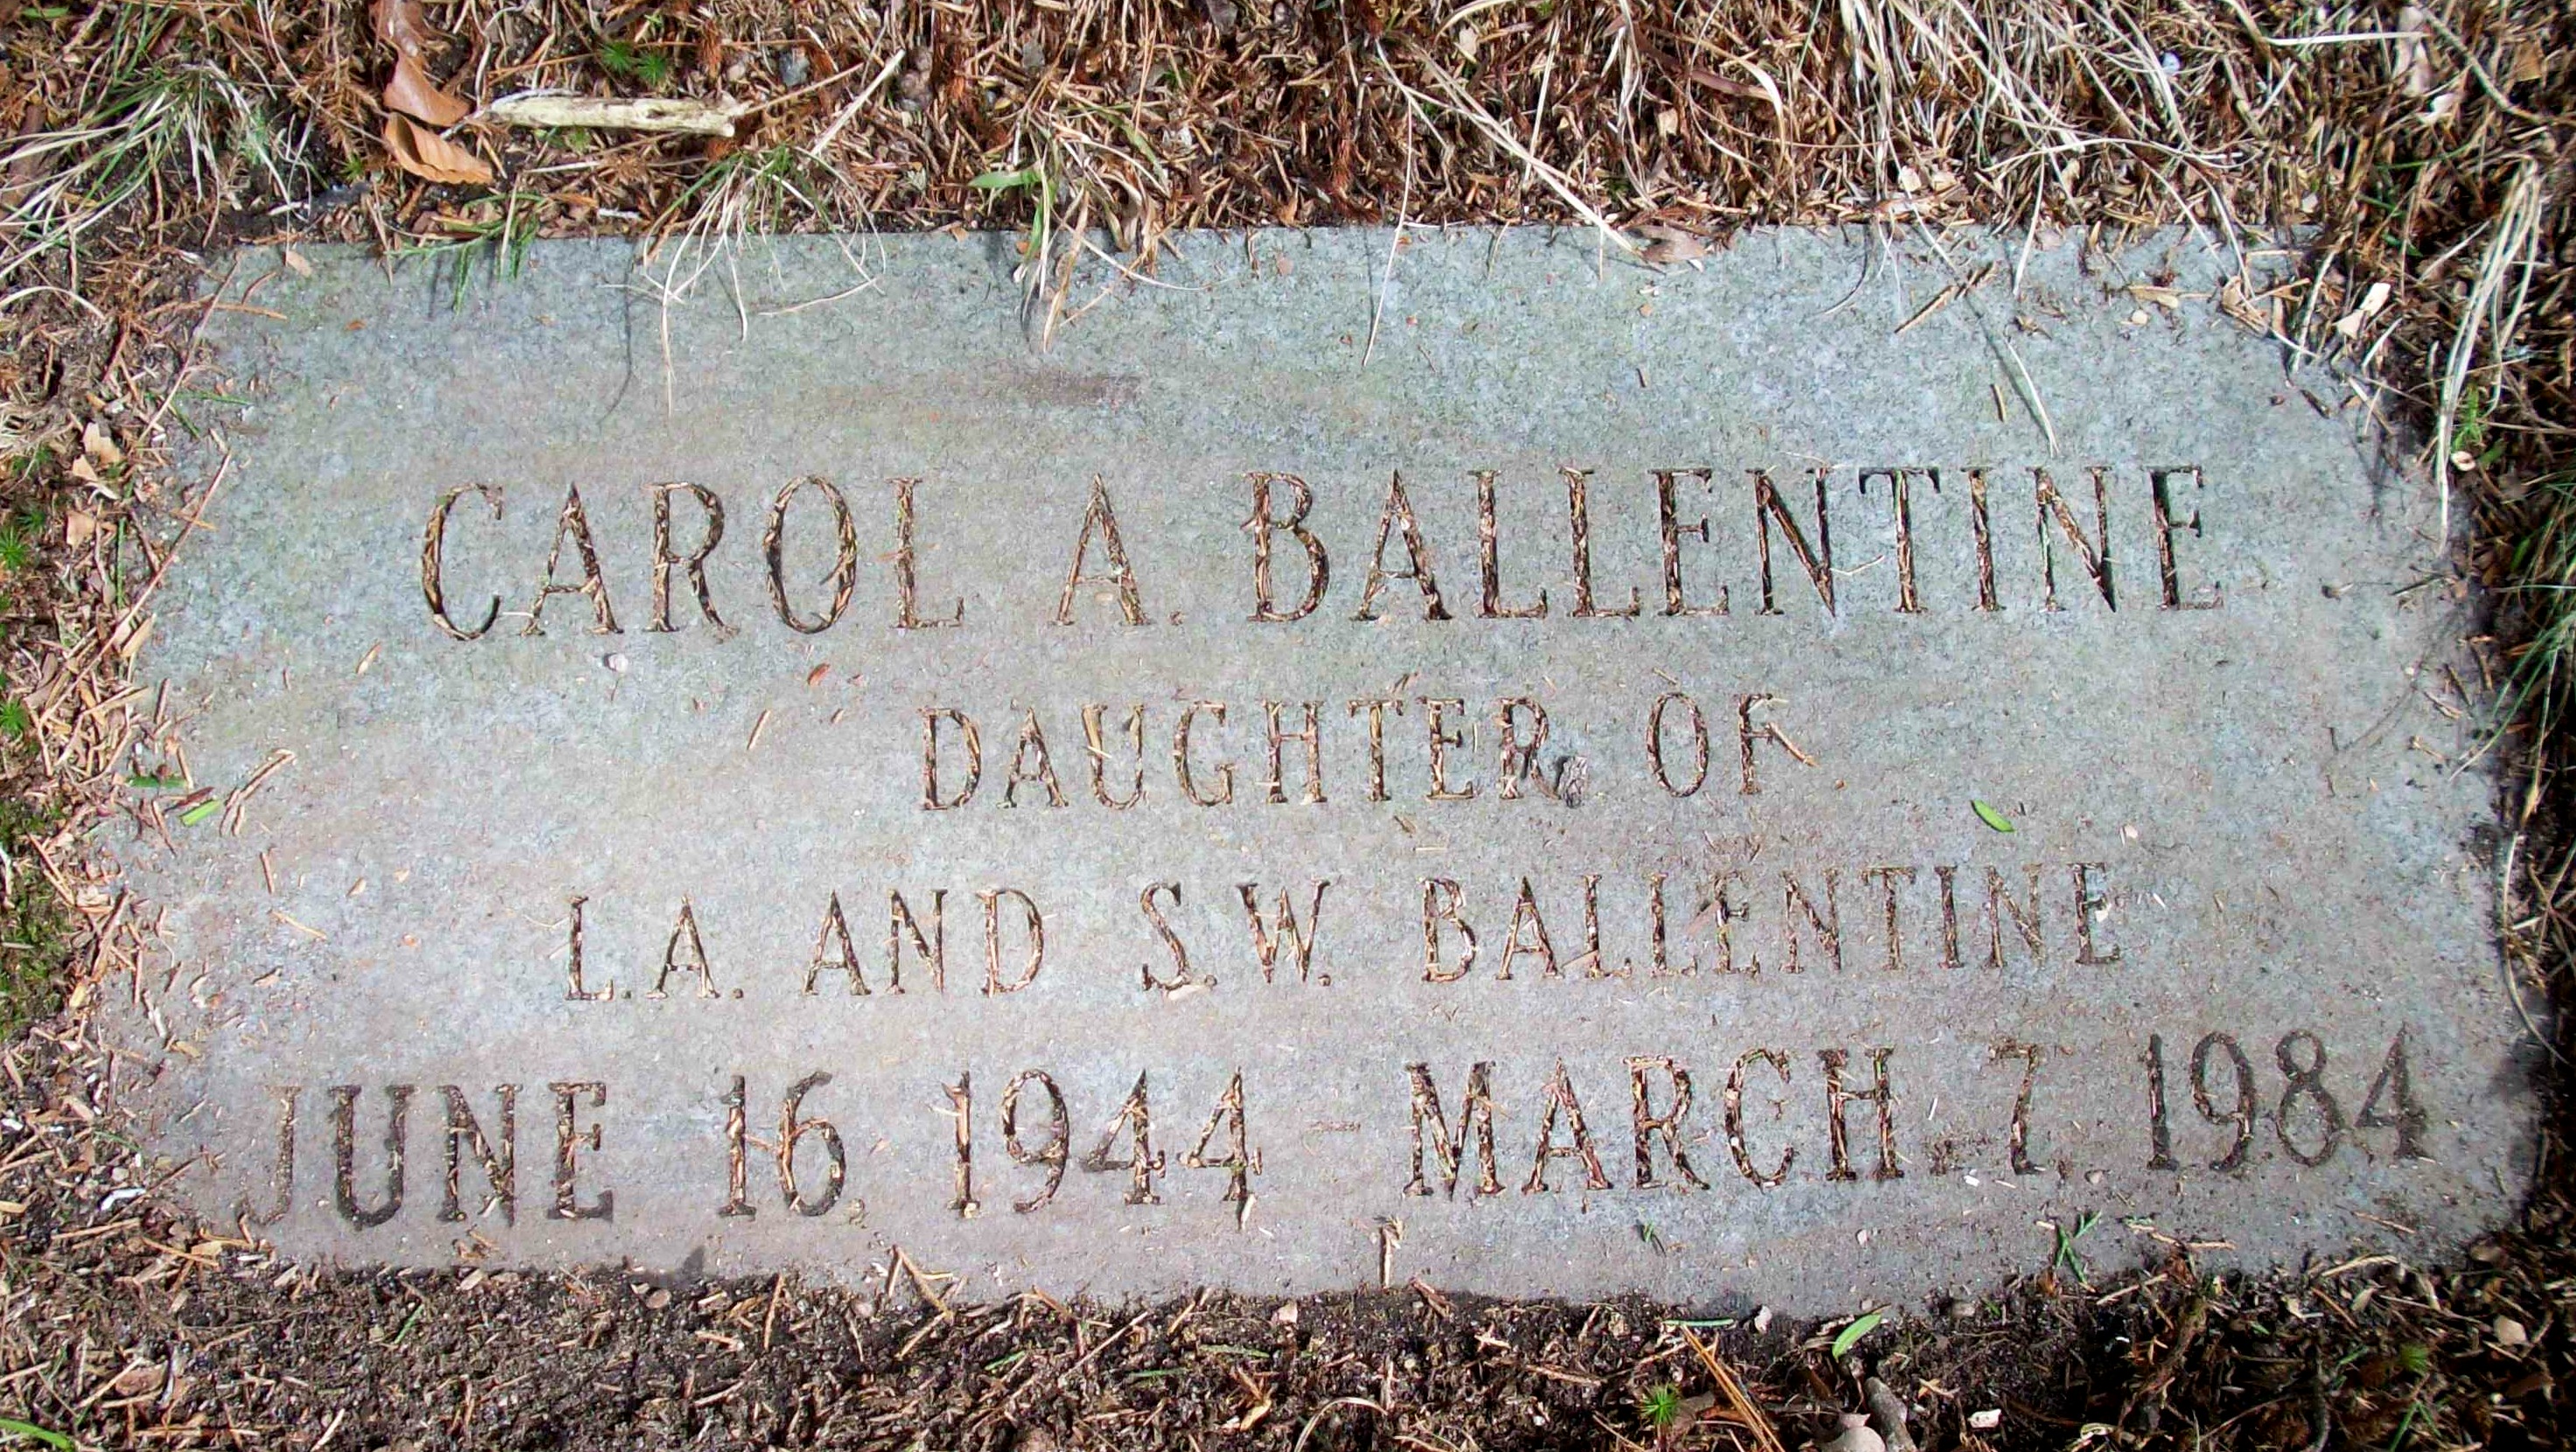 CAROL A. BALLENTINE
DAUGHTER OF
L.A. AND S.W. BALLENTINE
JUNE 16, 1944 - MARCH 7, 1984